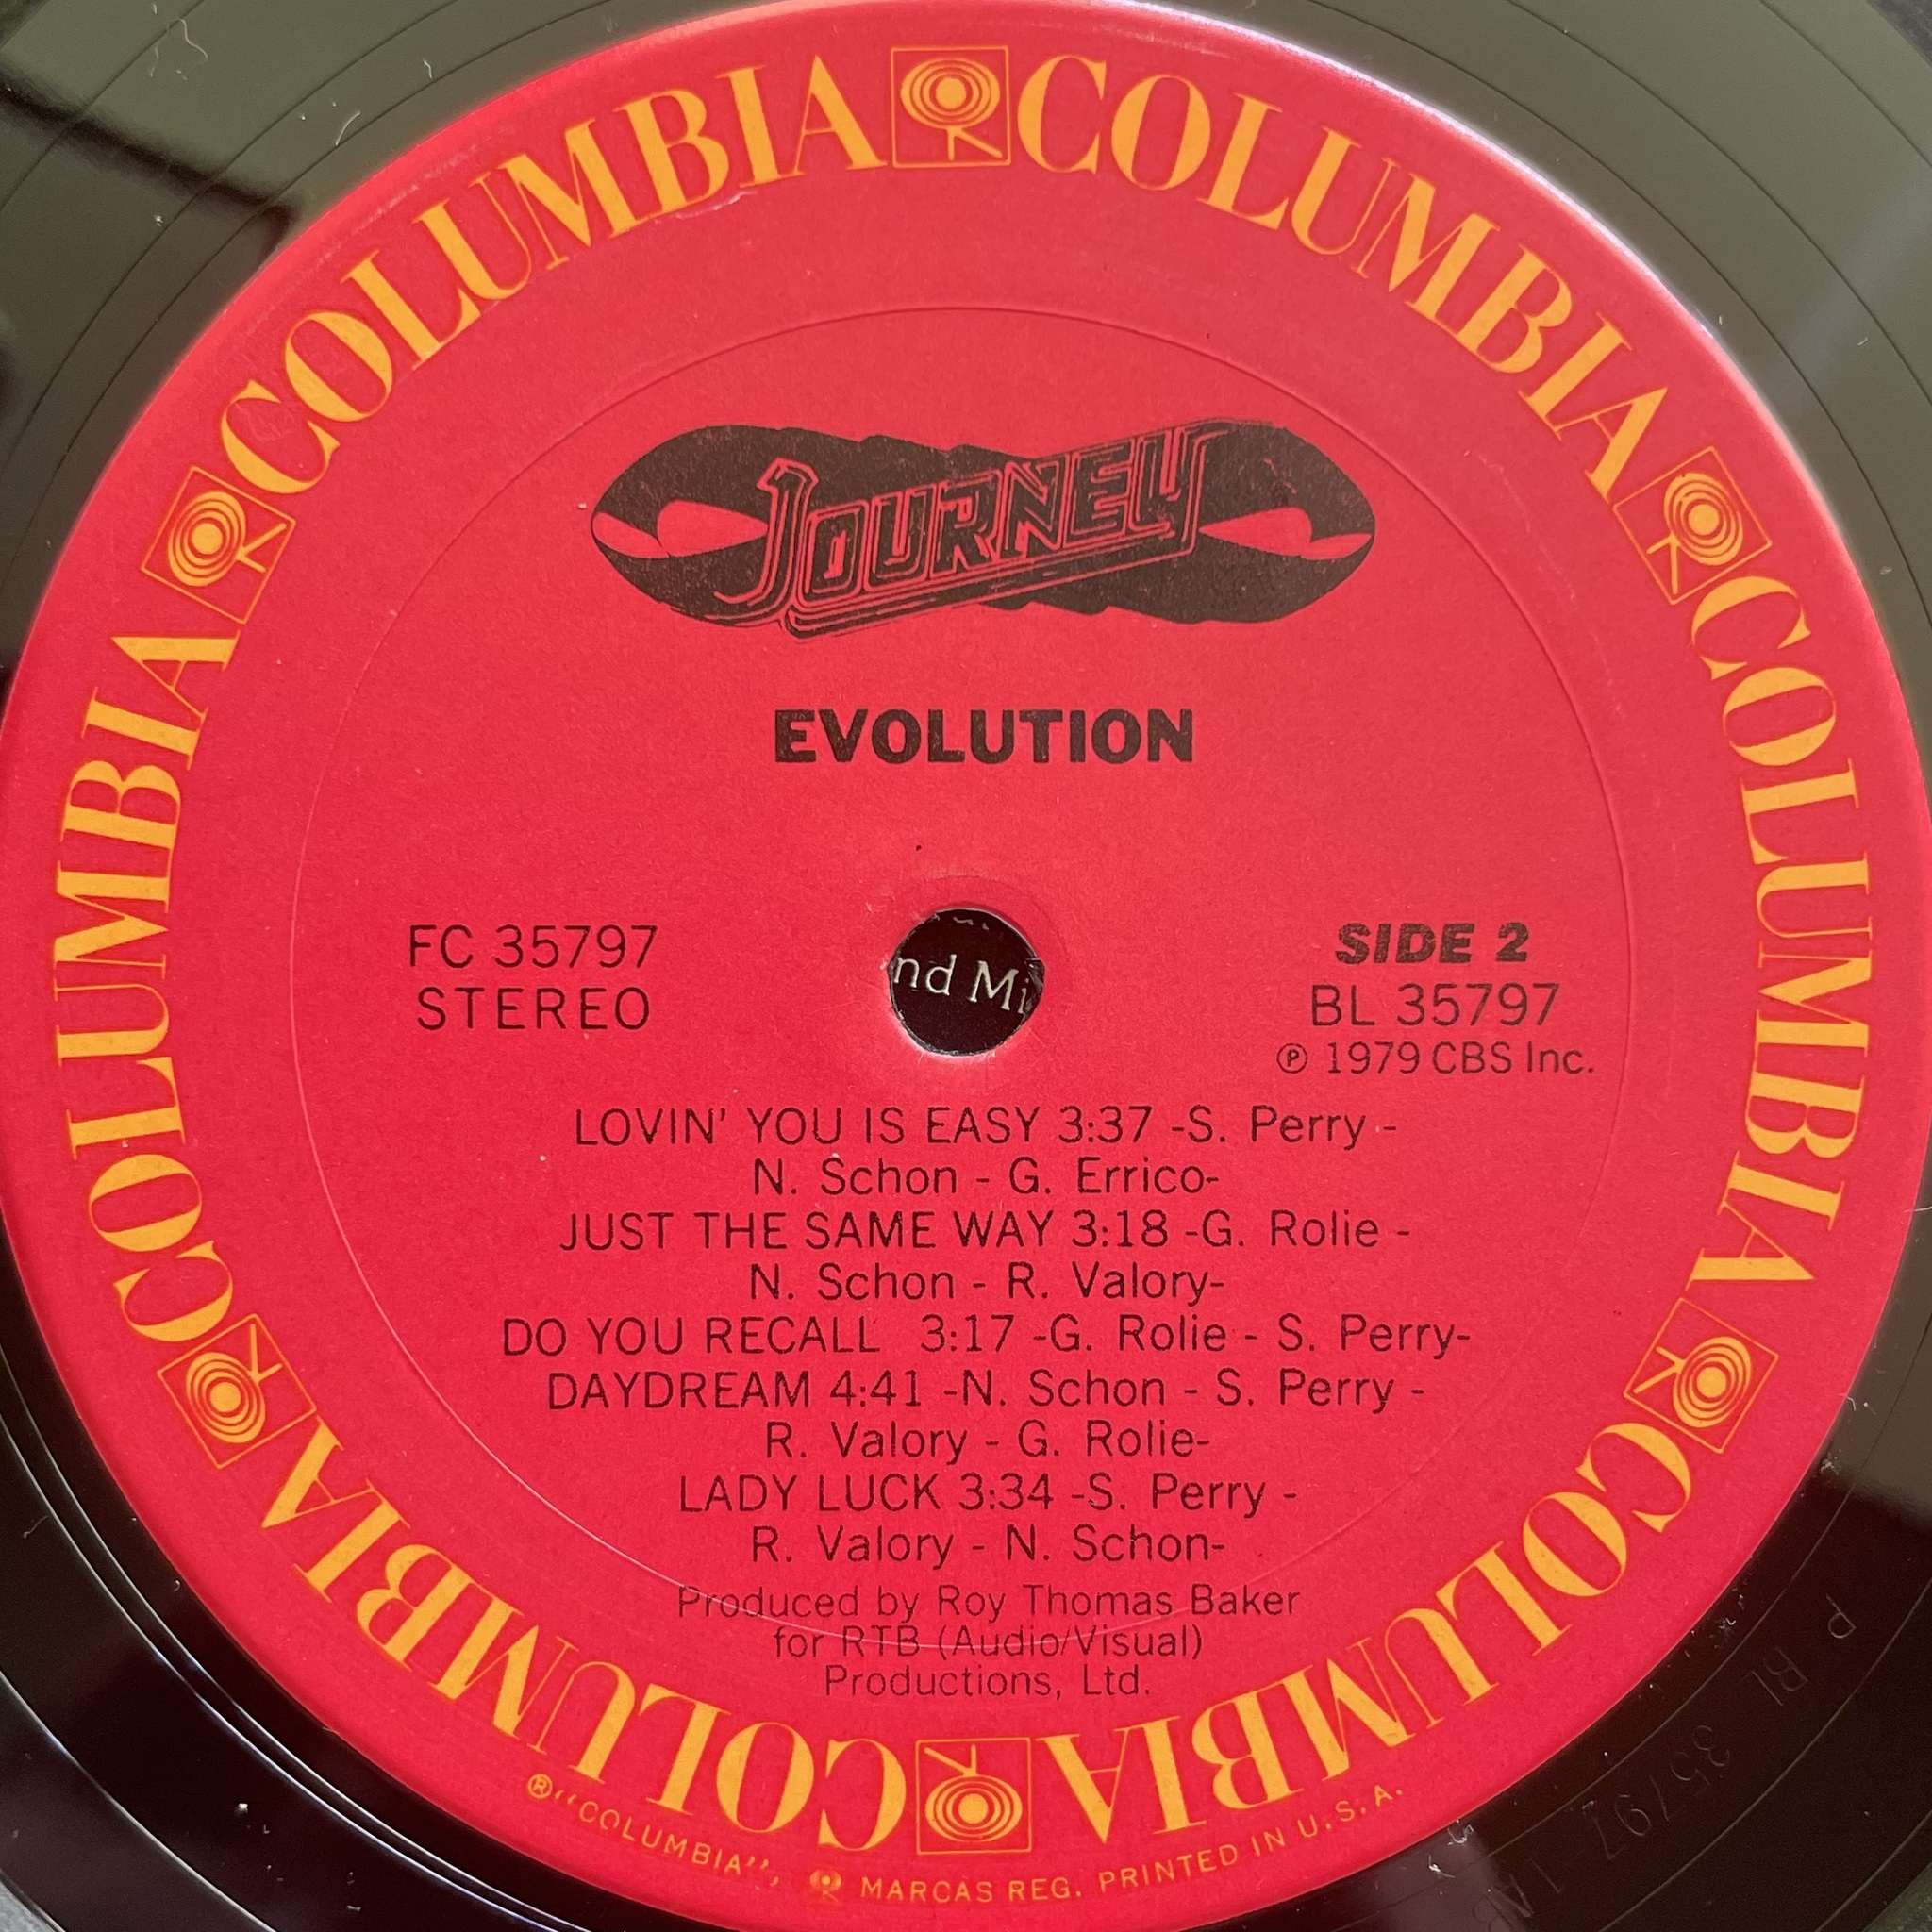 COLUMBIA COLUMBIA COLUMBIA COLUMBIA COLUMBIA COLUMBIA
JOURNEY
EVOLUTION
FC 35797
STEREO
nd Mi
SIDE 2
BL 35797
℗ 1979 CBS Inc.
LOVIN' YOU IS EASY 3:37 -S. Perry -
N. Schon - G. Errico-
JUST THE SAME WAY 3:18 -G. Rolie -
N. Schon - R. Valory-
DO YOU RECALL 3:17 -G. Rolie - S. Perry-
DAYDREAM 4:41 -N. Schon - S. Perry -
R. Valory - G. Rolie-
LADY LUCK 3:34 -S. Perry -
R. Valory - N. Schon-
Produced by Roy Thomas Baker
for RTB (Audio/Visual)
Productions, Ltd.
®"COLUMBIA", MARCAS REG. PRINTED IN U.S.A.
P BL 35797